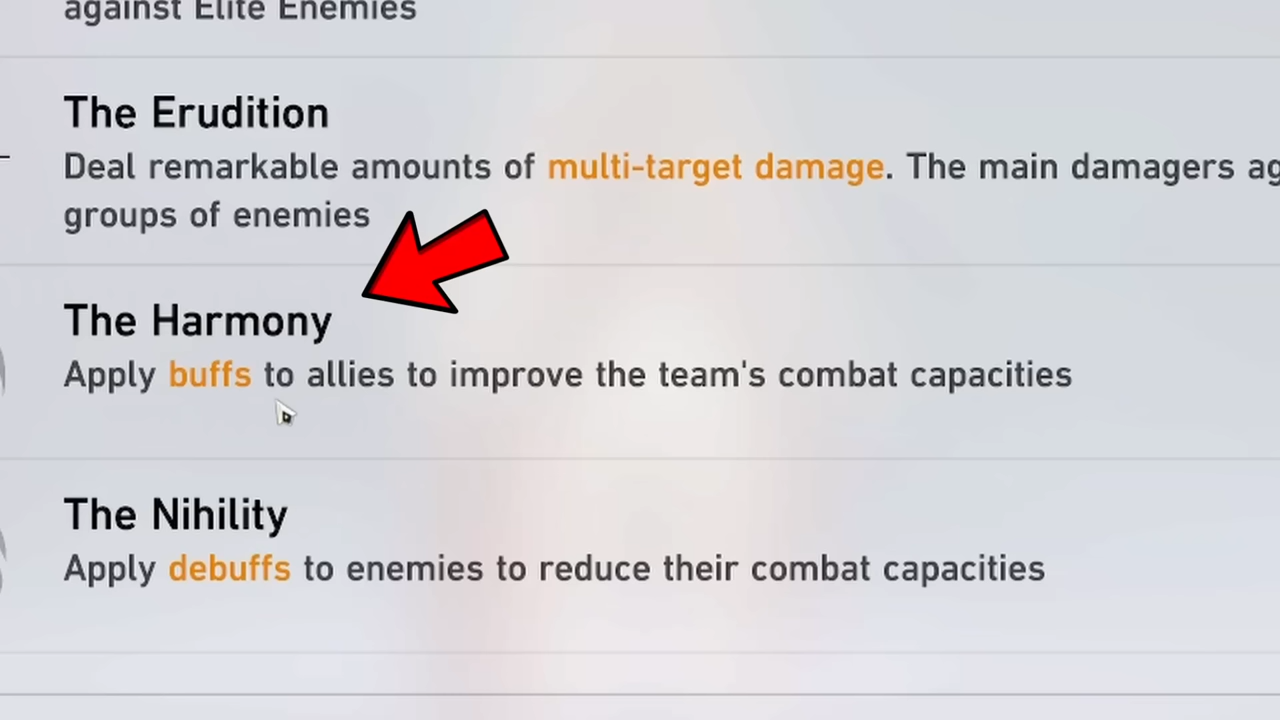 against Elite Enemies
The Erudition
Deal remarkable amounts of multi-target damage. The main damagers
groups of enemies
The Harmony
Apply buffs to allies to improve the team's combat capacities
The Nihility
Apply debuffs to enemies to reduce their combat capacities